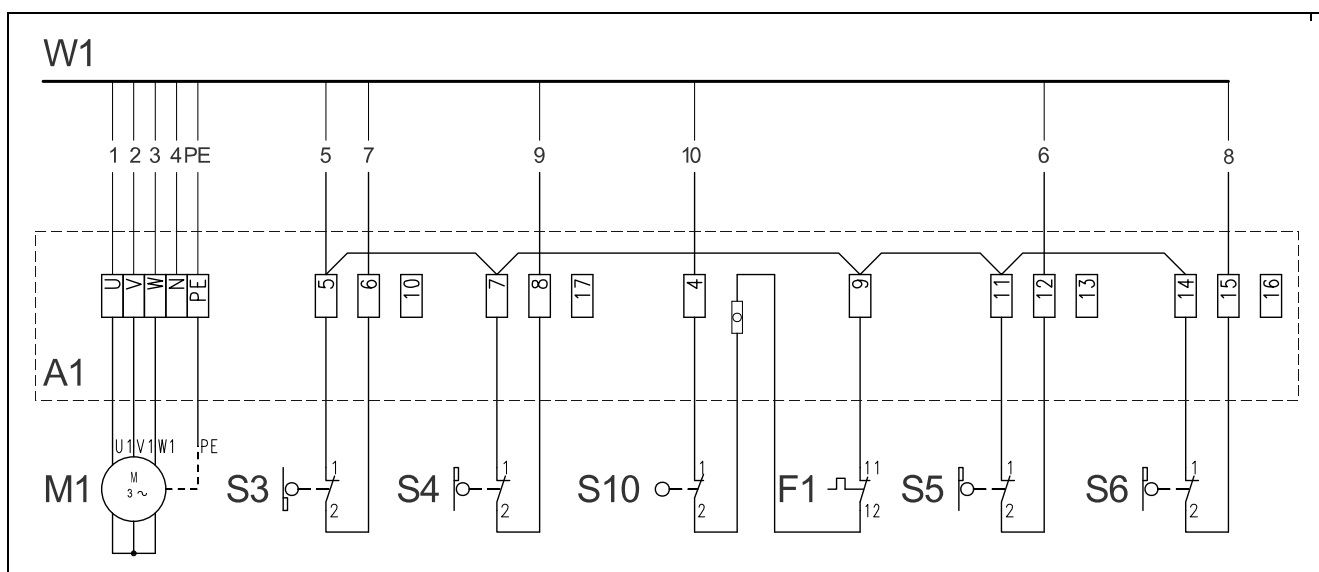 W1
1 2 3 4 PE 5 7 9 10 6 8
U V W N PE 5 6 10 7 8 17 4 9 11 12 13 14 15 16
A1
U1 V1 W1 PE
M1 M 3 ~ S3 1 2 S4 1 2 S10 1 2 F1 11 12 S5 1 2 S6 1 2